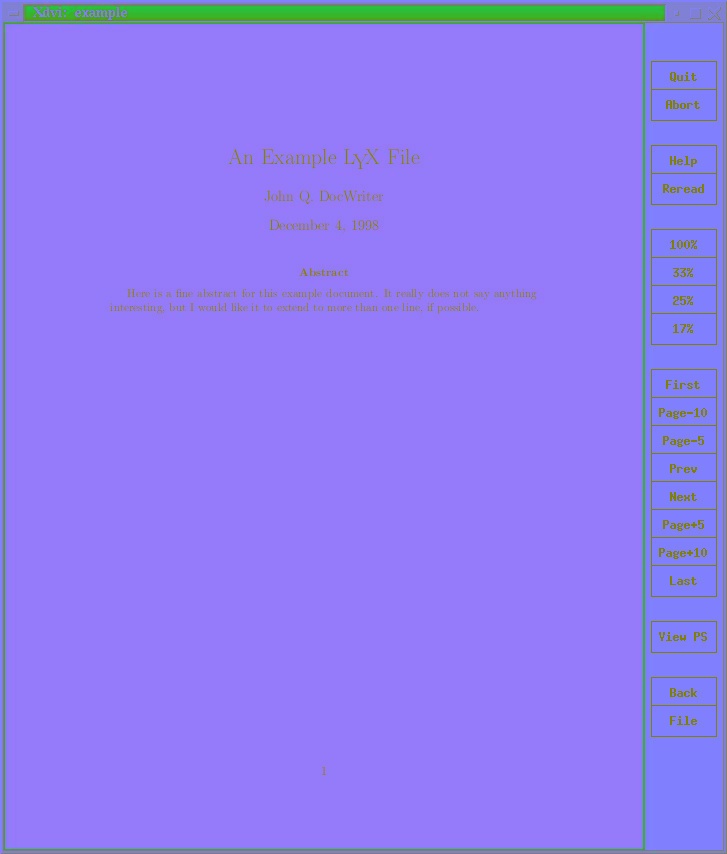 Xdvi: example
An Example LYX File
John Q. DocWriter
December 4, 1998
Abstract
Here is a fine abstract for this example document. It really does not say anything
interesting, but I would like it to extend to more than one line, if possible.
1
Quit
Abort
Help
Reread
100%
33%
25%
17%
First
Page-10
Page-5
Prev
Next
Page+5
Page+10
Last
View PS
Back
File